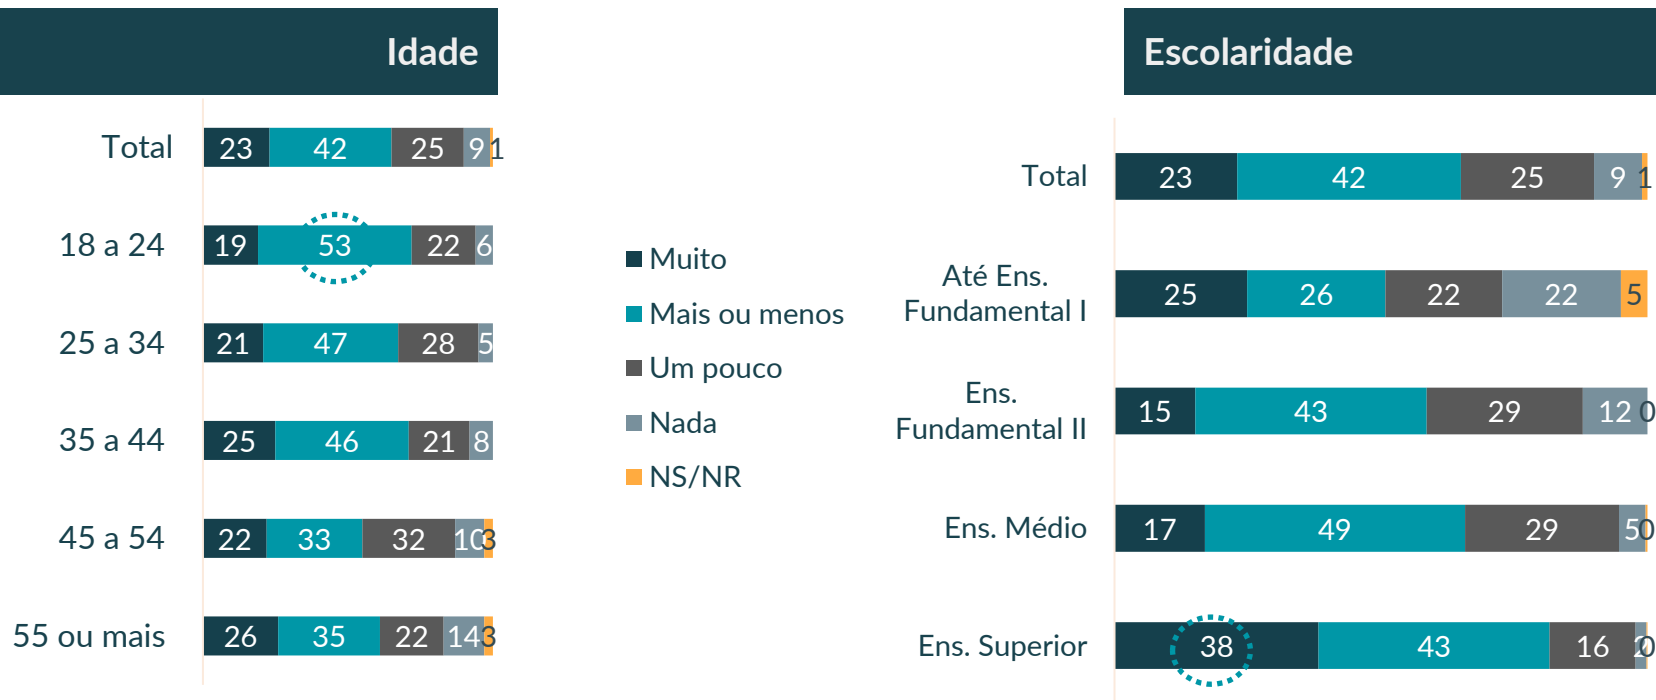 Idade
Total 23 42 25 9 1
18 a 24 19 53 22 6
25 a 34 21 47 28 5
35 a 44 25 46 21 8
45 a 54 22 33 32 10 3
55 ou mais 26 35 22 14 3
Muito
Mais ou menos
Um pouco
Nada
NS/NR
Escolaridade
Total 23 42 25 9 1
Até Ens.
Fundamental I 25 26 22 22 5
Ens.
Fundamental II 15 43 29 12 0
Ens. Médio 17 49 29 5 0
Ens. Superior 38 43 16 2 0